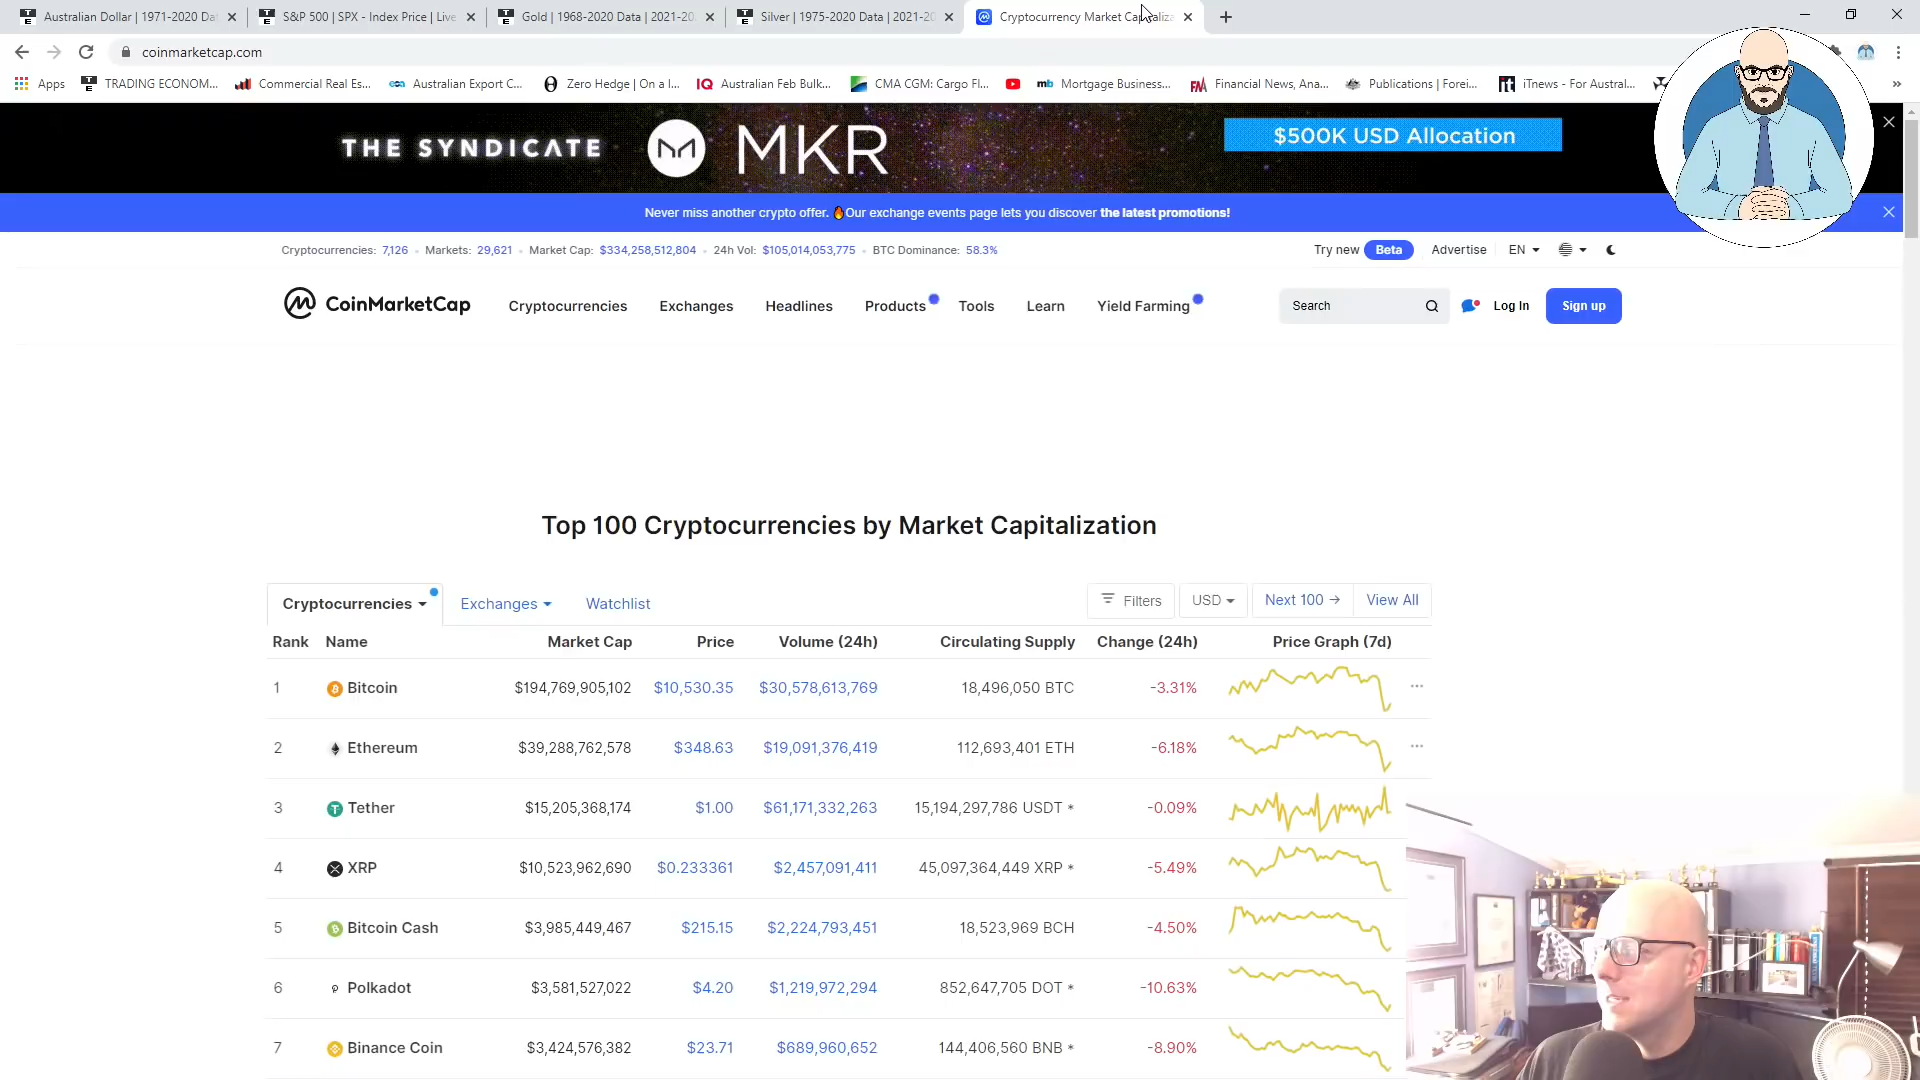 Australian Dollar | 1971-2020 Dat
S&P 500 | SPX - Index Price | Live
Gold | 1968-2020 Data | 2021-20
Silver | 1975-2020 Data | 2021-20
Cryptocurrency Market Capitaliza
coinmarketcap.com
Apps
TRADING ECONOM...
Commercial Real Es...
Australian Export C...
Zero Hedge | On a l...
IQ Australian Feb Bulk...
CMA CGM: Cargo Fl...
mb Mortgage Business...
FM Financial News, Ana...
Publications | Forei...
it iTnews - For Austral...
THE SYNDICATE MKR $500K USD Allocation
Never miss another crypto offer. 🔥Our exchange events page lets you discover the latest promotions!
Cryptocurrencies: 7,126 Markets: 29,621 Market Cap: $334,258,512,804 24h Vol: $105,014,053,775 BTC Dominance: 58.3%
Try new Beta Advertise EN
CoinMarketCap Cryptocurrencies Exchanges Headlines Products Tools Learn Yield Farming Search Log In Sign up
Top 100 Cryptocurrencies by Market Capitalization
Cryptocurrencies Exchanges Watchlist Filters USD Next 100 → View All
Rank Name Market Cap Price Volume (24h) Circulating Supply Change (24h) Price Graph (7d)
1 Bitcoin $194,769,905,102 $10,530.35 $30,578,613,769 18,496,050 BTC -3.31%
2 Ethereum $39,288,762,578 $348.63 $19,091,376,419 112,693,401 ETH -6.18%
3 Tether $15,205,368,174 $1.00 $61,171,332,263 15,194,297,786 USDT * -0.09%
4 XRP $10,523,962,690 $0.233361 $2,457,091,411 45,097,364,449 XRP * -5.49%
5 Bitcoin Cash $3,985,449,467 $215.15 $2,224,793,451 18,523,969 BCH -4.50%
6 Polkadot $3,581,527,022 $4.20 $1,219,972,294 852,647,705 DOT * -10.63%
7 Binance Coin $3,424,576,382 $23.71 $689,960,652 144,406,560 BNB * -8.90%